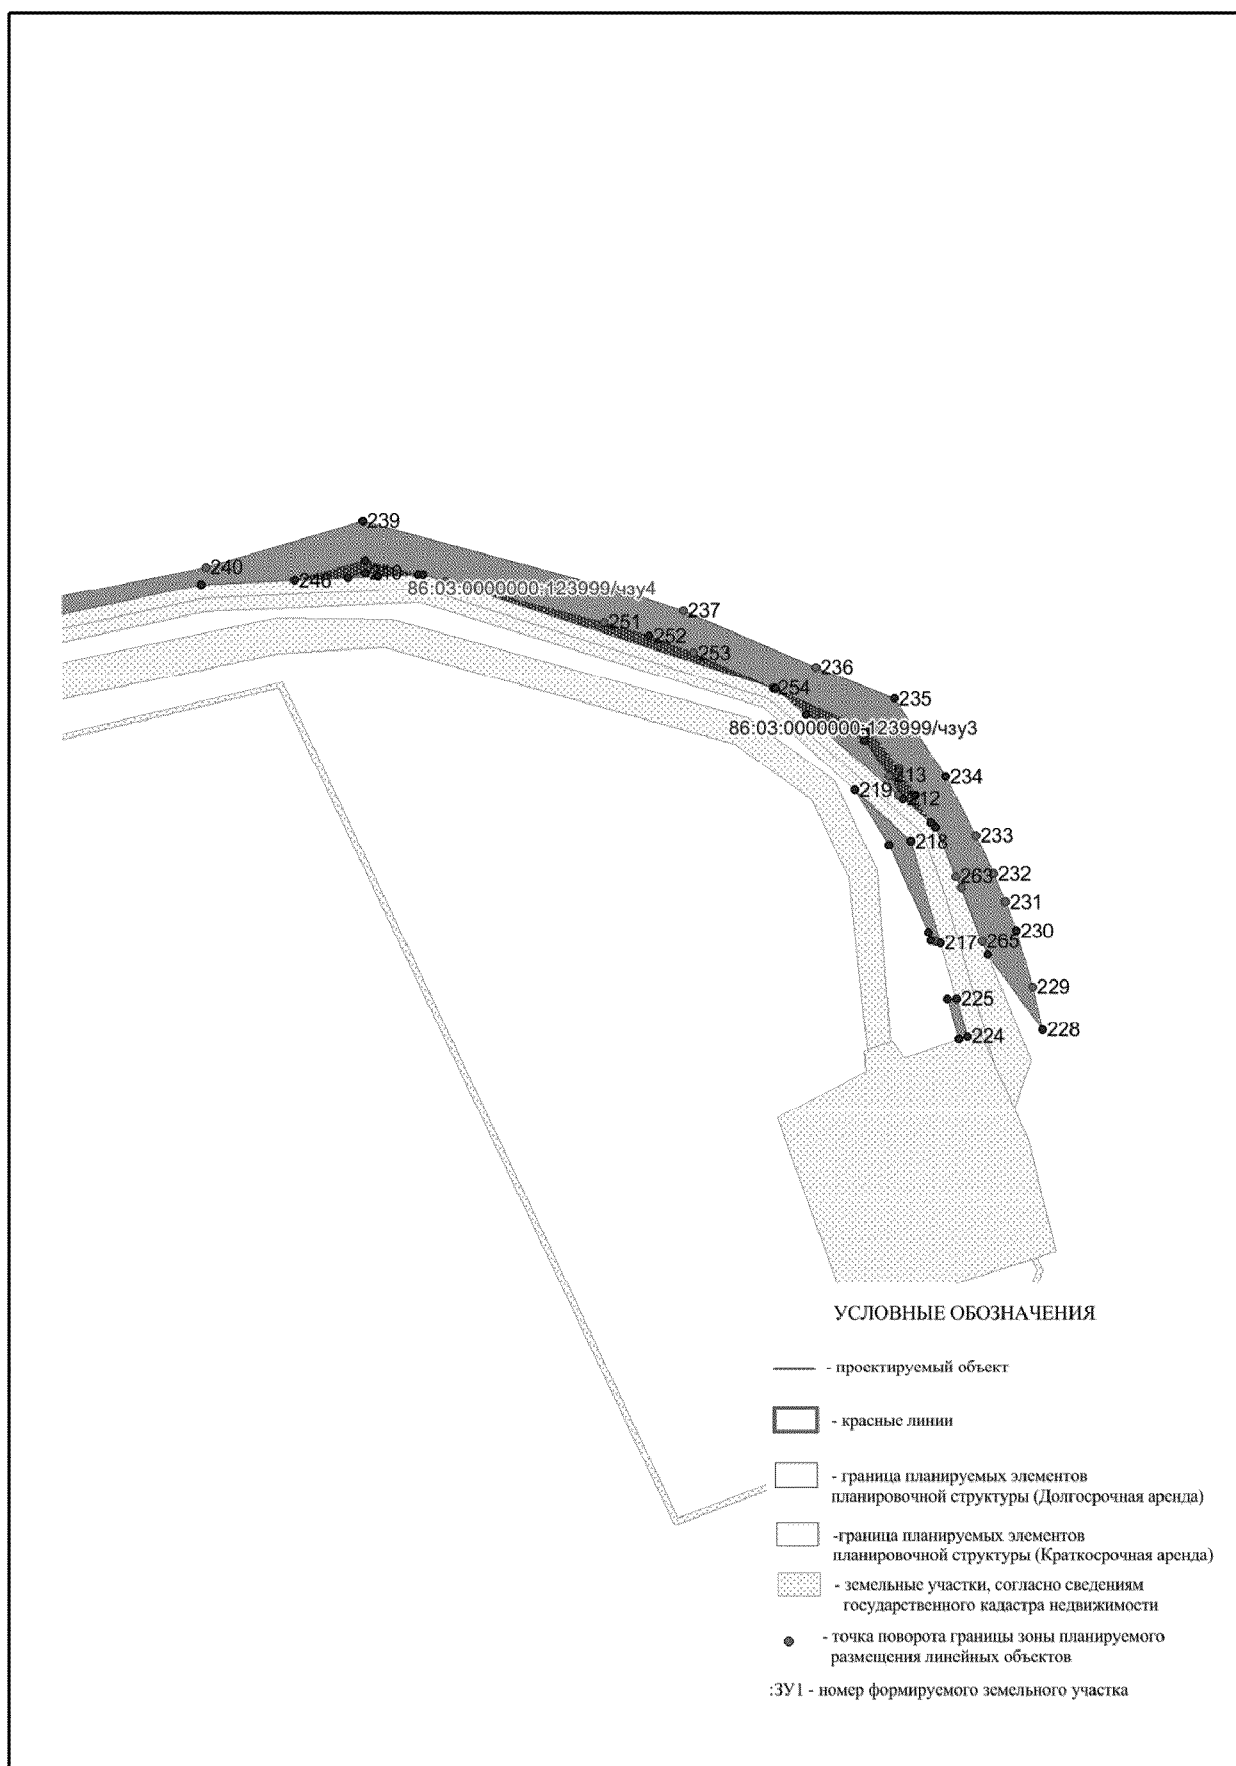 239
240
246
86:03:0000000:123999/чзу4
237
251
252
253
236
254
235
86:03:0000000:123999/чзу3
213
234
219
212
233
218
263
232
231
230
217
265
229
225
228
224
УСЛОВНЫЕ ОБОЗНАЧЕНИЯ
- проектируемый объект
- красные линии
- граница планируемых элементов
планировочной структуры (Долгосрочная аренда)
-граница планируемых элементов
планировочной структуры (Краткосрочная аренда)
- земельные участки, согласно сведениям
государственного кадастра недвижимости
- точка поворота границы зоны планируемого
размещения линейных объектов
:ЗУ1 - номер формируемого земельного участка